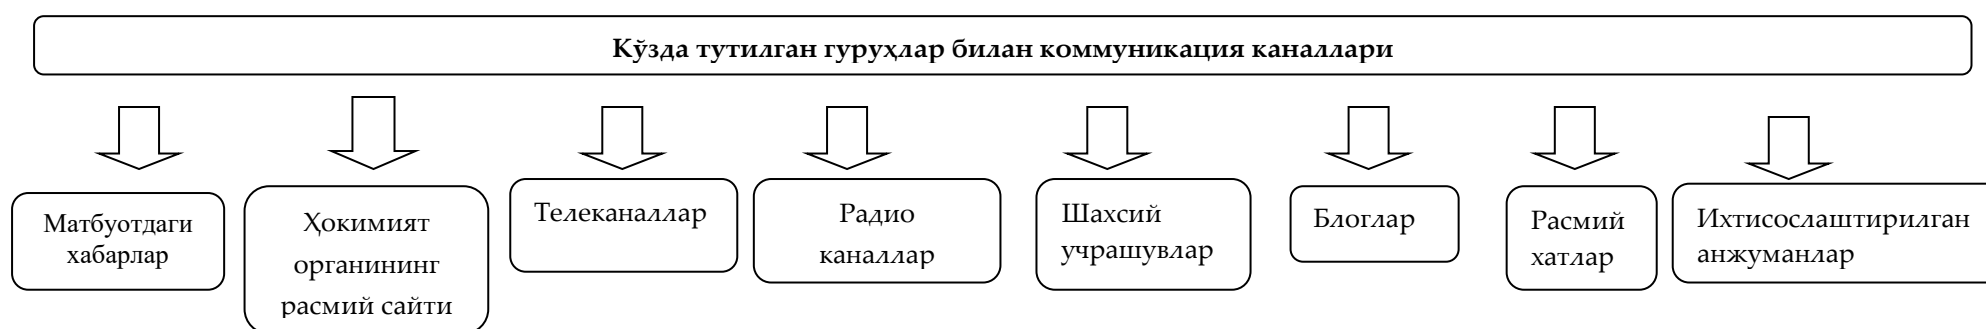 Кўзда тутилган гуруҳлар билан коммуникация каналлари
Матбуотдаги
хабарлар
Ҳокимият
органининг
расмий сайти
Телеканаллар
Радио
каналлар
Шахсий
учрашувлар
Блоглар
Расмий
хатлар
Ихтисослаштирилган
анжуманлар